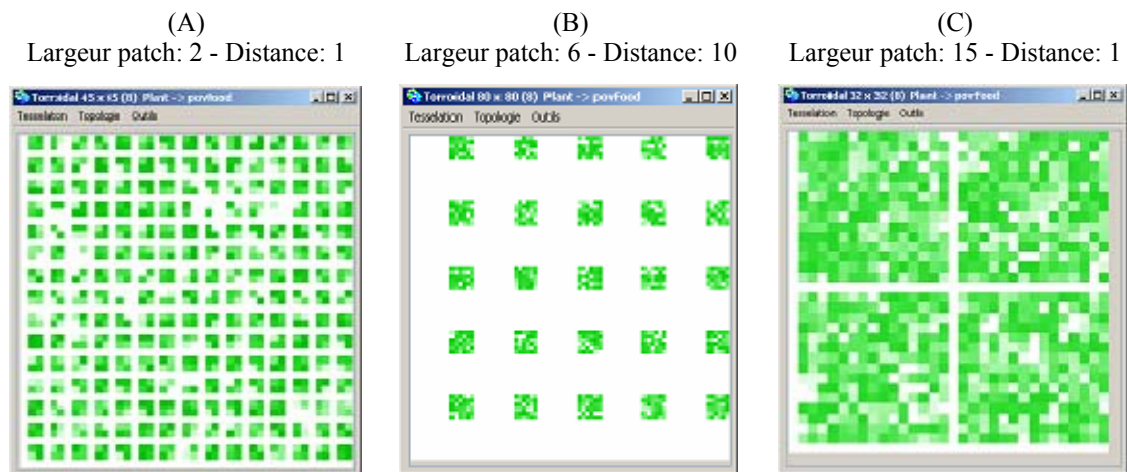 (A)
Largeur patch: 2 - Distance: 1
(B)
Largeur patch: 6 - Distance: 10
(C)
Largeur patch: 15 - Distance: 1
Torroidal 45 x 45 (8) Plant -> povfood
Tesselation Topologie Outils
Torroidal 80 x 80 (8) Plant -> povFood
Tesselation Topologie Outils
Torroidal 32 x 32 (8) Plant -> povfood
Tesselation Topologie Outils